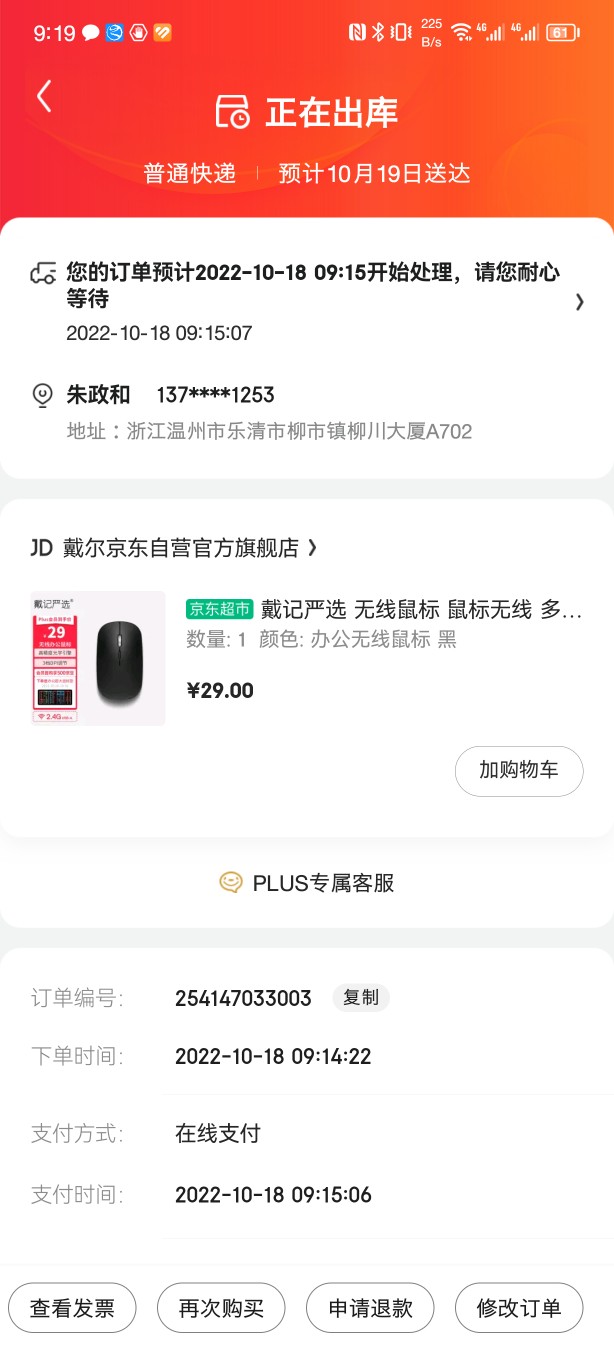 9:19
225
B/s
4G
4G
61
正在出库
普通快递
预计10月19日送达
您的订单预计2022-10-18 09:15开始处理，请您耐心
等待
2022-10-18 09:15:07
朱政和 137****1253
地址：浙江温州市乐清市柳市镇柳川大厦A702
JD 戴尔京东自营官方旗舰店
戴记严选
29
2.4G
京东超市 戴记严选 无线鼠标 鼠标无线 多...
数量: 1 颜色: 办公无线鼠标 黑
¥29.00
加购物车
PLUS专属客服
订单编号: 254147033003 复制
下单时间: 2022-10-18 09:14:22
支付方式: 在线支付
支付时间: 2022-10-18 09:15:06
查看发票 再次购买 申请退款 修改订单